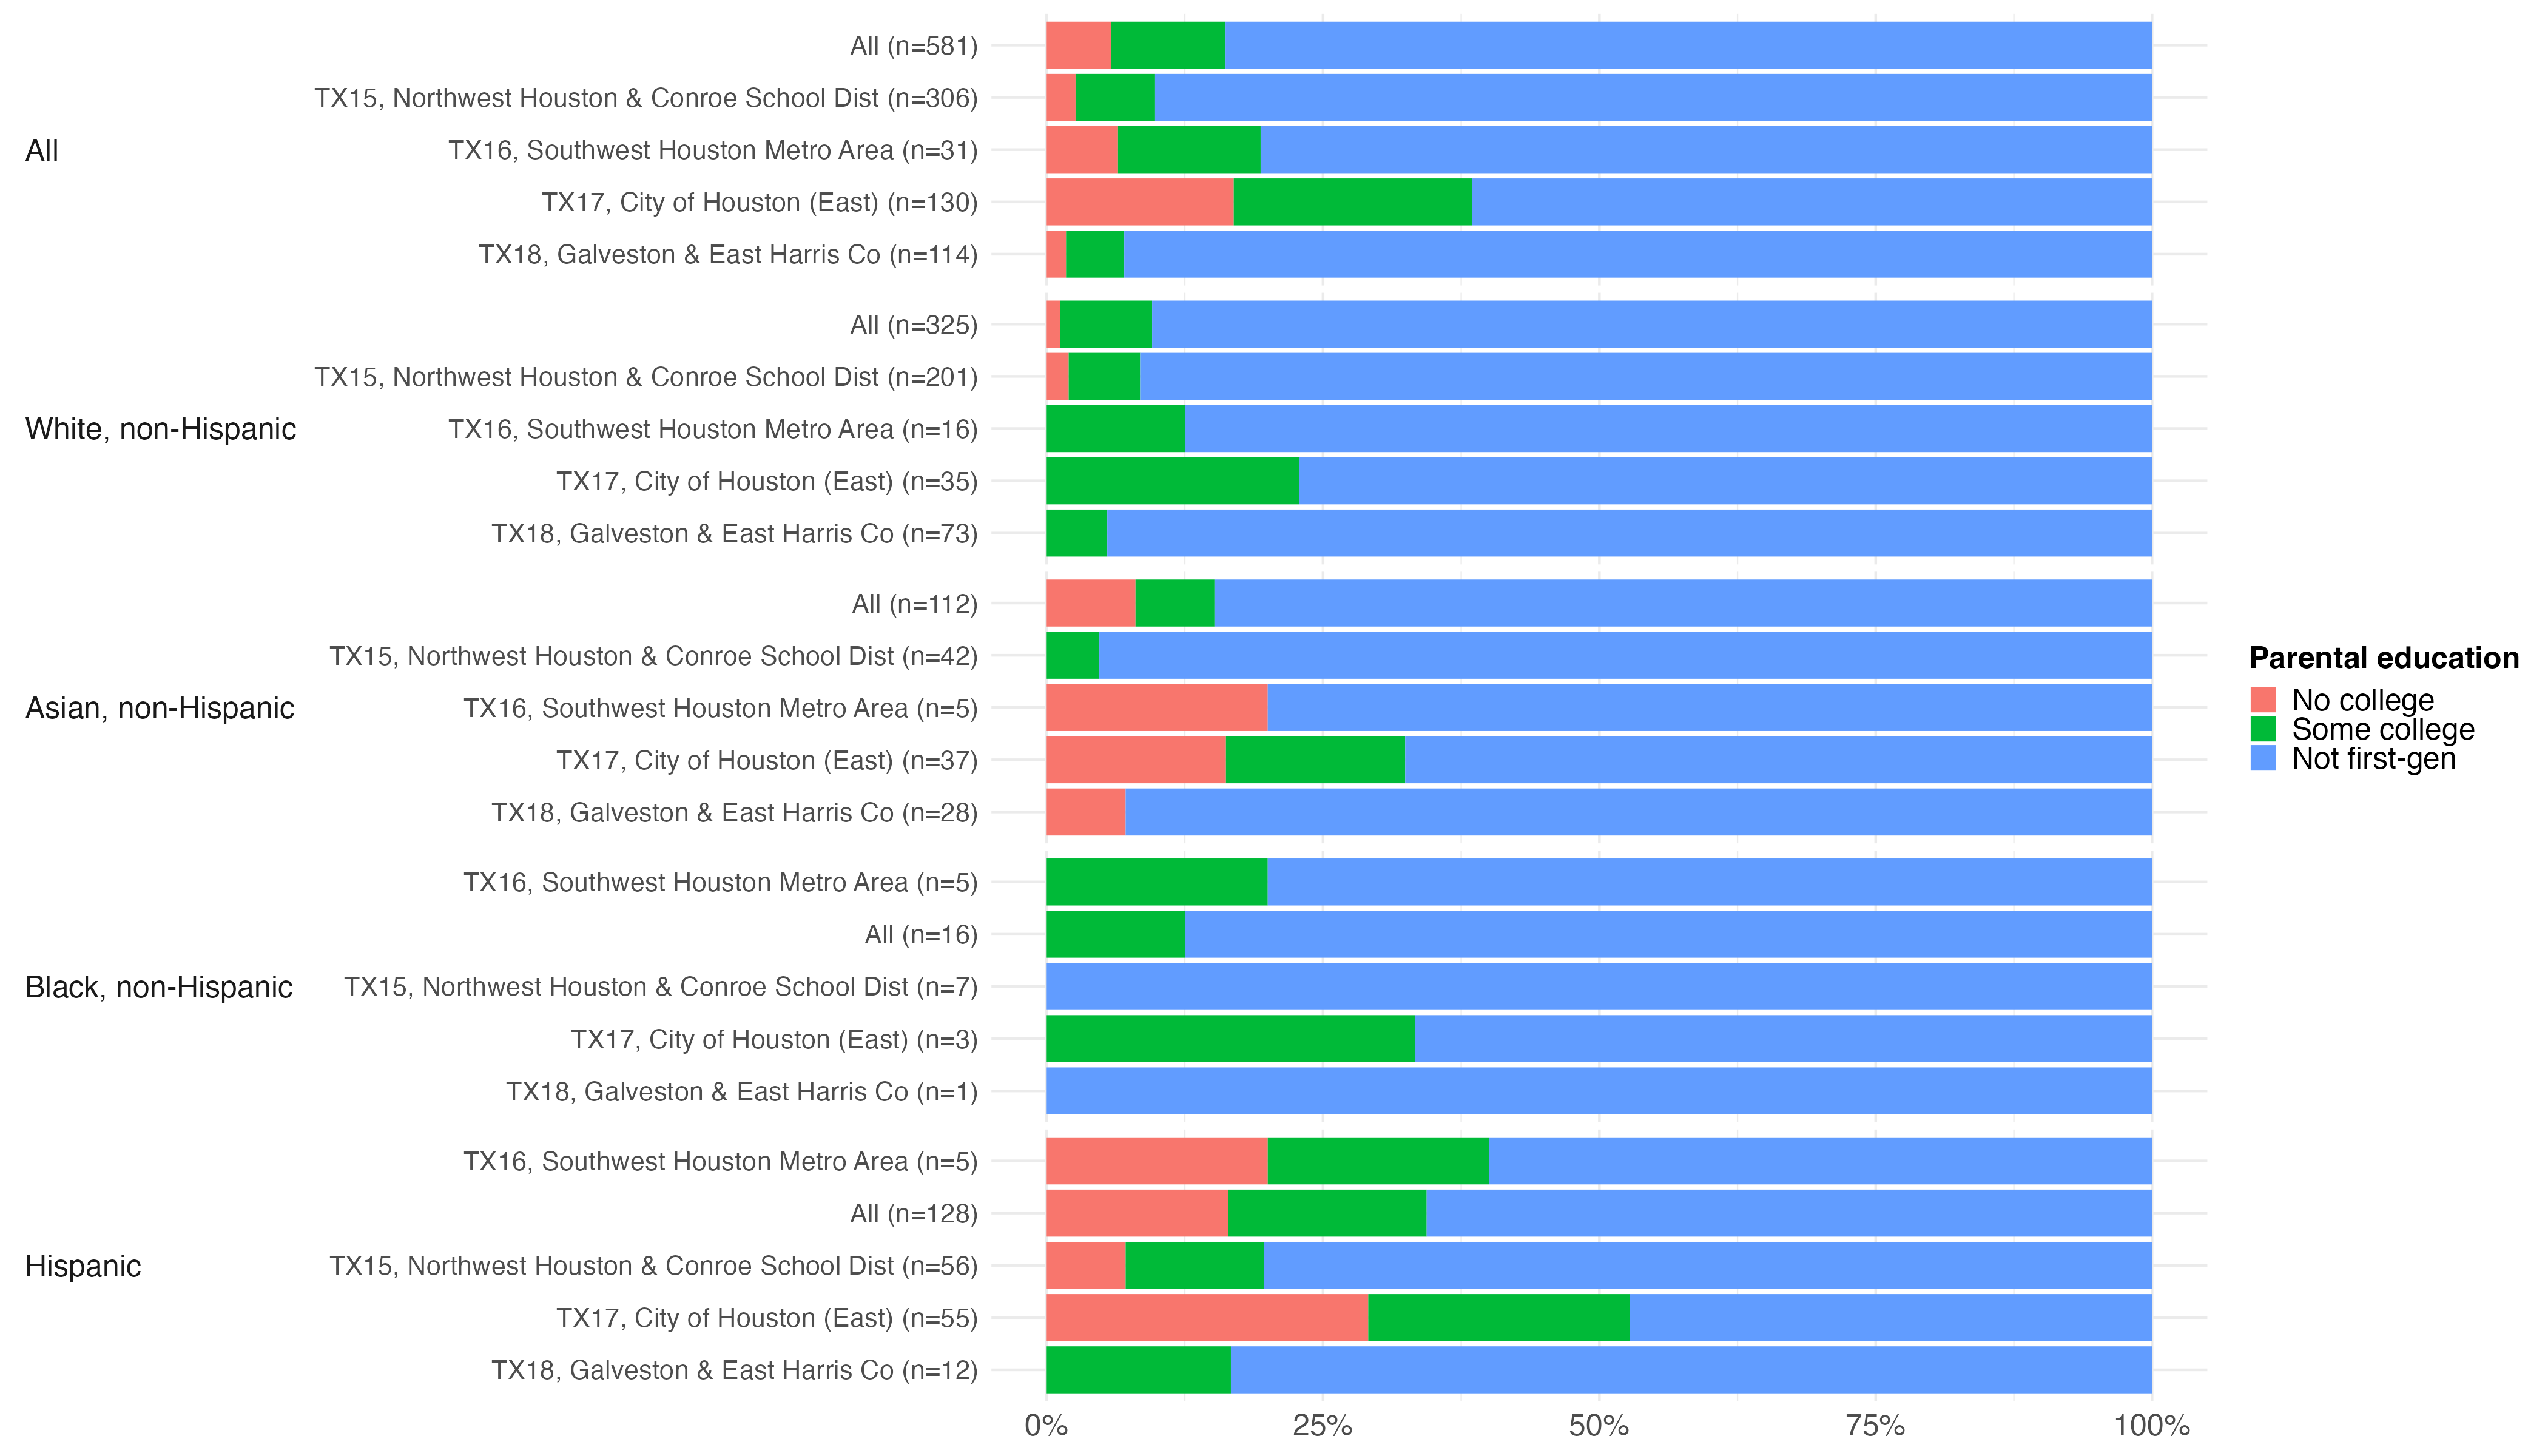 All
All (n=581)
TX15, Northwest Houston & Conroe School Dist (n=306)
TX16, Southwest Houston Metro Area (n=31)
TX17, City of Houston (East) (n=130)
TX18, Galveston & East Harris Co (n=114)
White, non-Hispanic
All (n=325)
TX15, Northwest Houston & Conroe School Dist (n=201)
TX16, Southwest Houston Metro Area (n=16)
TX17, City of Houston (East) (n=35)
TX18, Galveston & East Harris Co (n=73)
Asian, non-Hispanic
All (n=112)
TX15, Northwest Houston & Conroe School Dist (n=42)
TX16, Southwest Houston Metro Area (n=5)
TX17, City of Houston (East) (n=37)
TX18, Galveston & East Harris Co (n=28)
Black, non-Hispanic
TX16, Southwest Houston Metro Area (n=5)
All (n=16)
TX15, Northwest Houston & Conroe School Dist (n=7)
TX17, City of Houston (East) (n=3)
TX18, Galveston & East Harris Co (n=1)
Hispanic
TX16, Southwest Houston Metro Area (n=5)
All (n=128)
TX15, Northwest Houston & Conroe School Dist (n=56)
TX17, City of Houston (East) (n=55)
TX18, Galveston & East Harris Co (n=12)
0% 25% 50% 75% 100%
Parental education
No college
Some college
Not first-gen